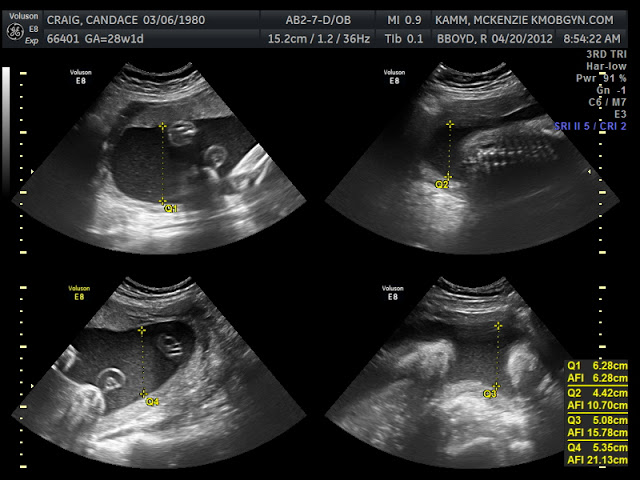 CRAIG, CANDACE 03/06/1980 AB2-7-D/OB MI 0.9 KAMM, MCKENZIE KMOBGYN.COM
E8
Exp
66401 GA=28w1d 15.2cm / 1.2 / 36Hz TIb 0.1 BBOYD, R 04/20/2012 8:54:22 AM
3RD TRI
Har-low
Pwr 91 %
Gn -1
C6 / M7
E3
SRI II 5 / CRI 2
Voluson
E8
Voluson
E8
Q1
Q2
Voluson
E8
Voluson
E8
Q4
Q3
Q1 6.28cm
AFI 6.28cm
Q2 4.42cm
AFI 10.70cm
Q3 5.08cm
AFI 15.78cm
Q4 5.35cm
AFI 21.13cm